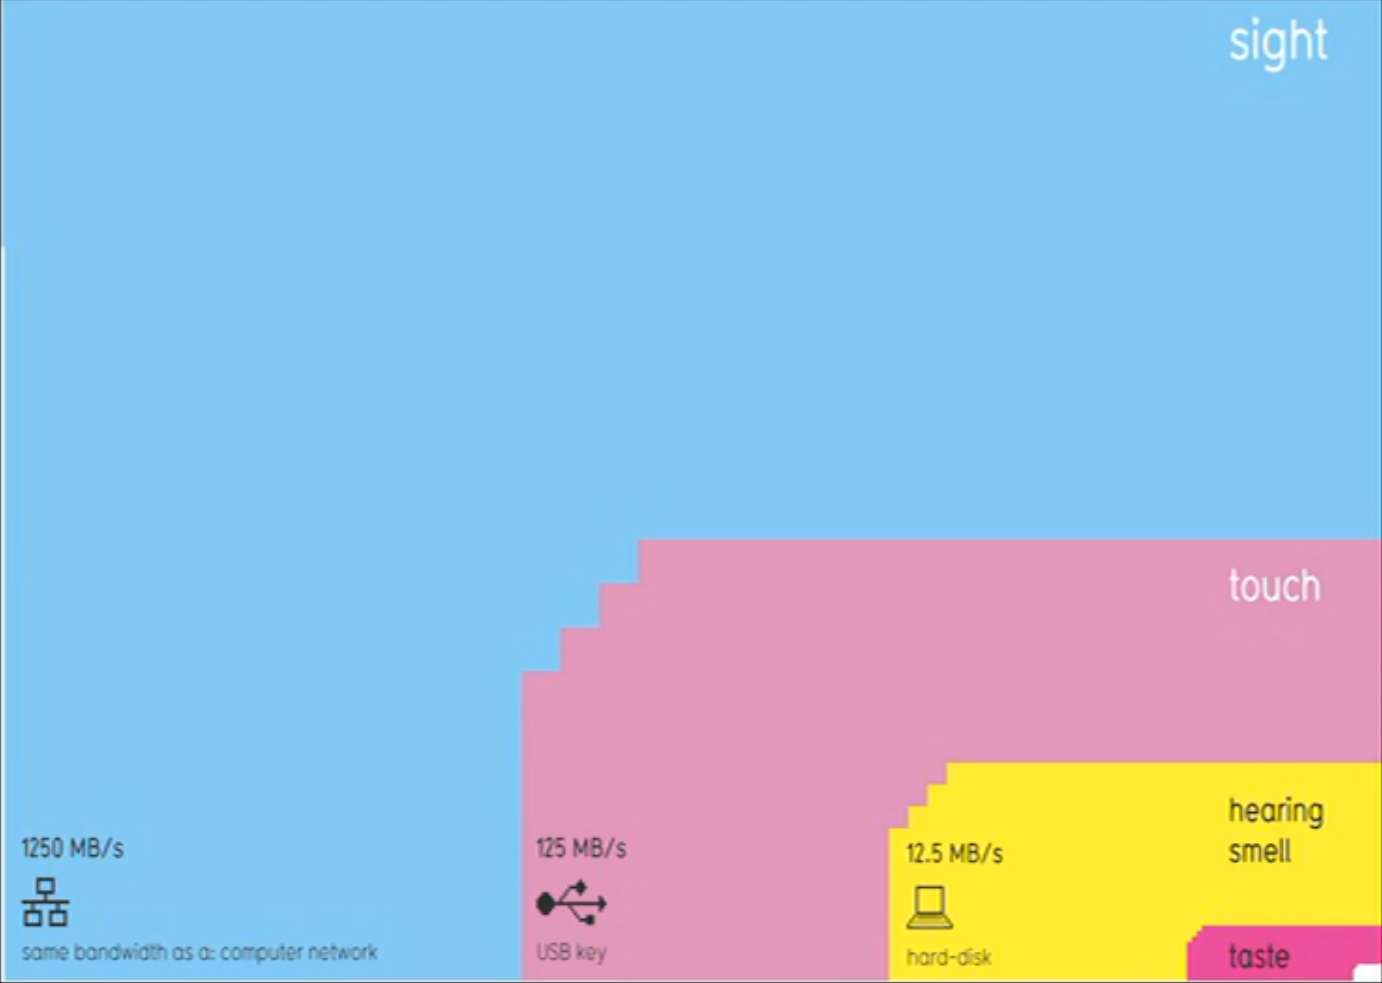 sight
touch
hearing
smell
1250 MB/s
125 MB/s
12.5 MB/s
same bandwidth as a: computer network
USB key
hard-disk
taste